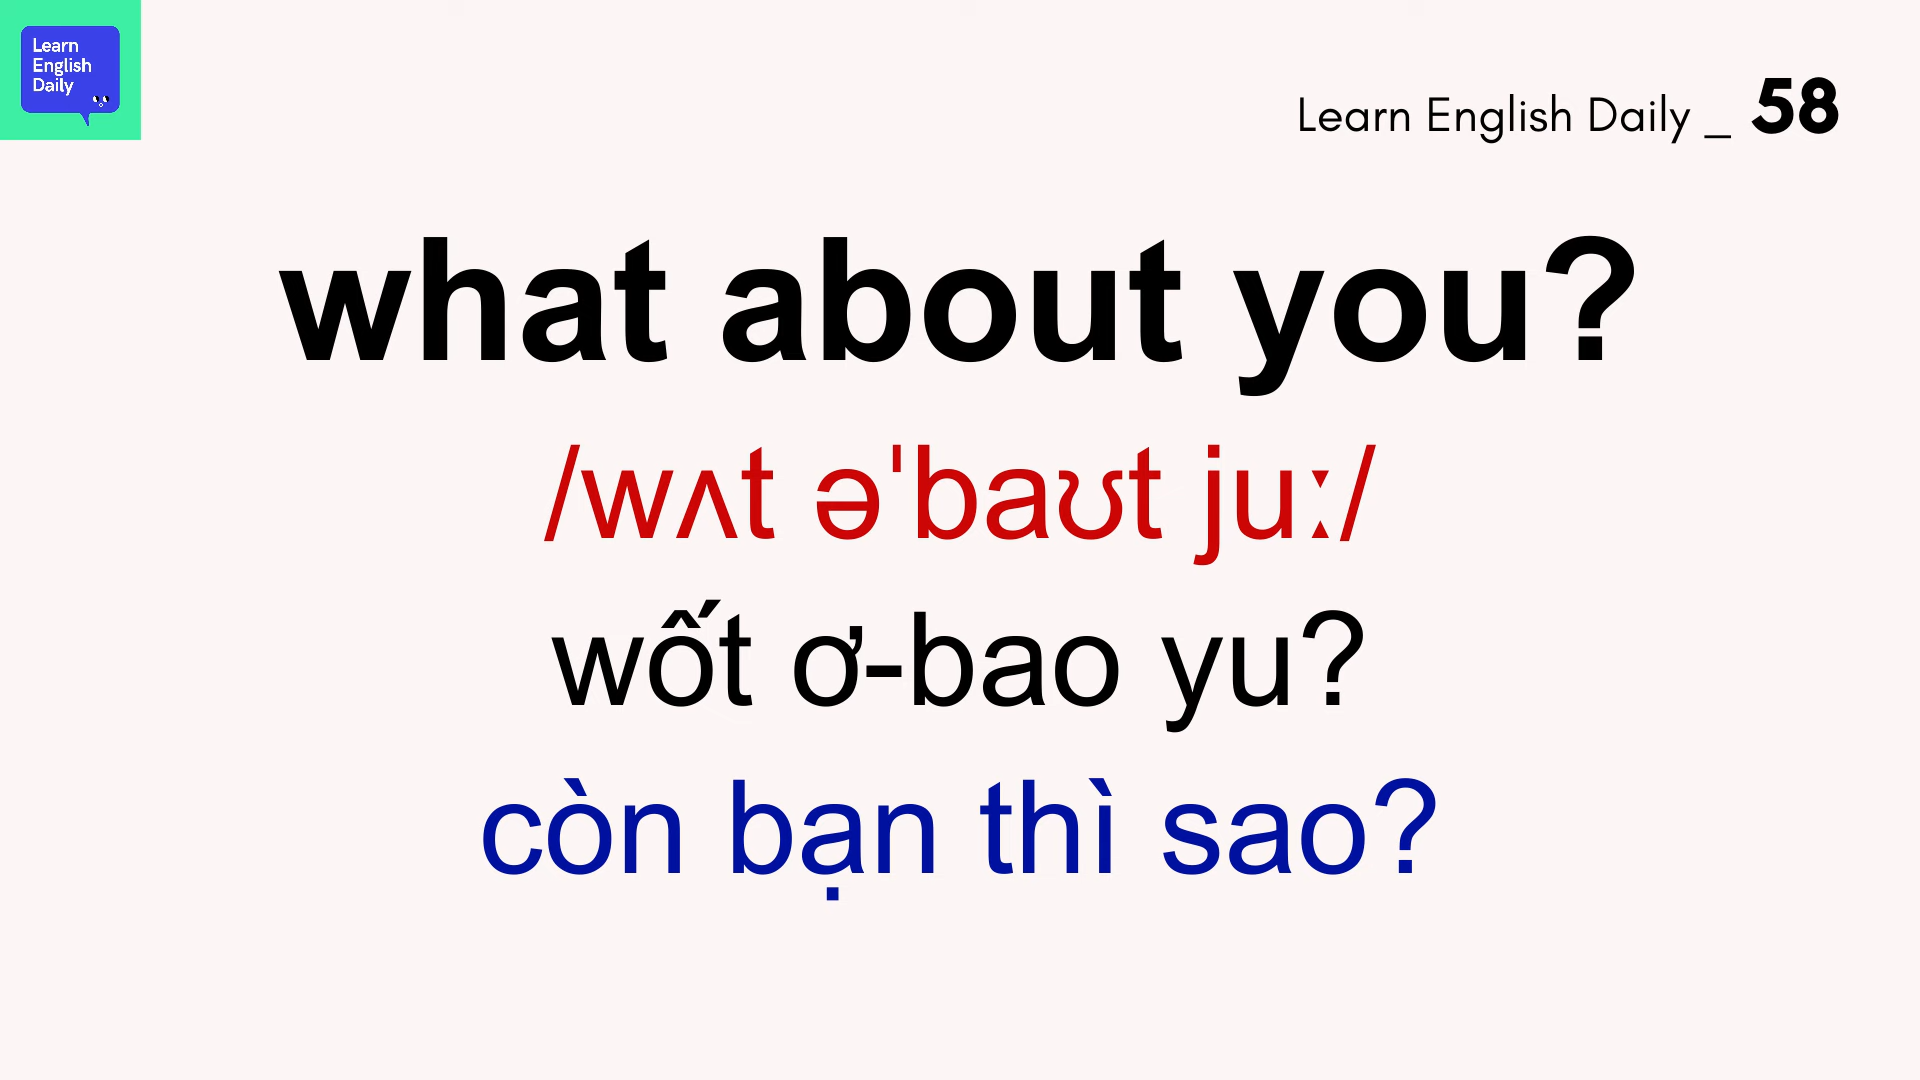 Learn
English
Daily
Learn English Daily _ 58
what about you?
/wʌt əˈbaʊt juː/
wốt ơ-bao yu?
còn bạn thì sao?